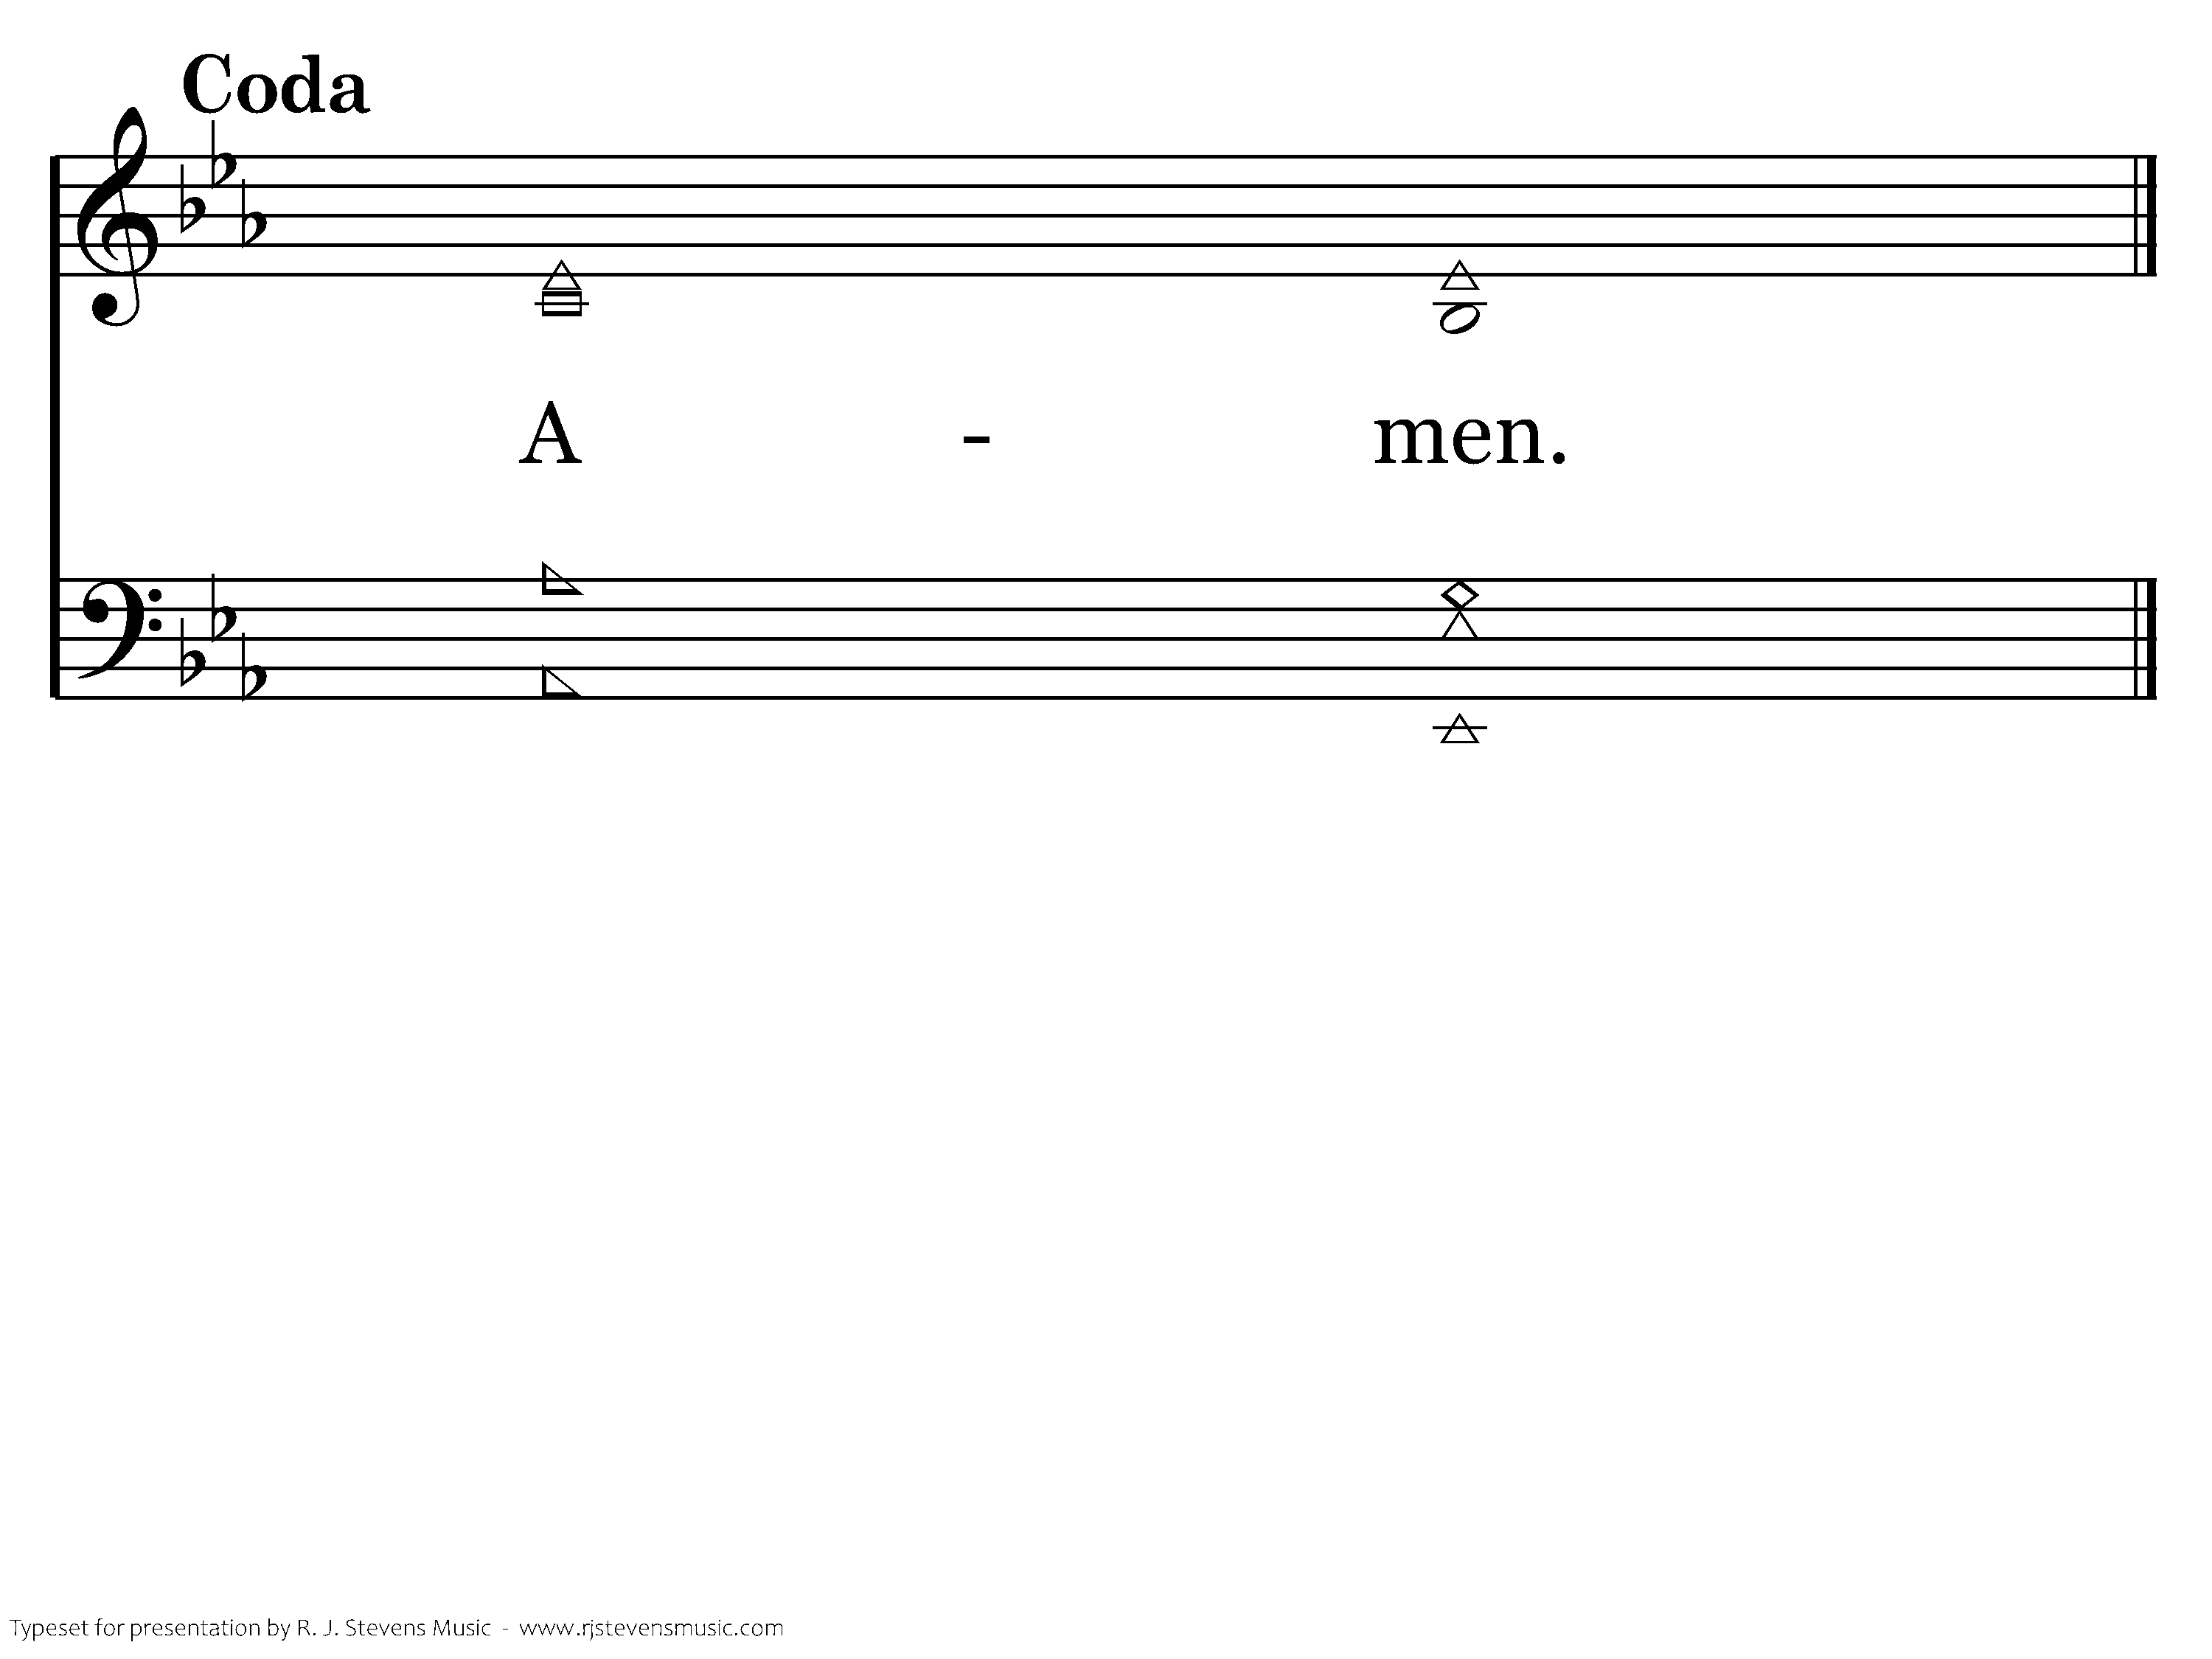 Coda
A - men.
Typeset for presentation by R. J. Stevens Music - www.rjstevensmusic.com